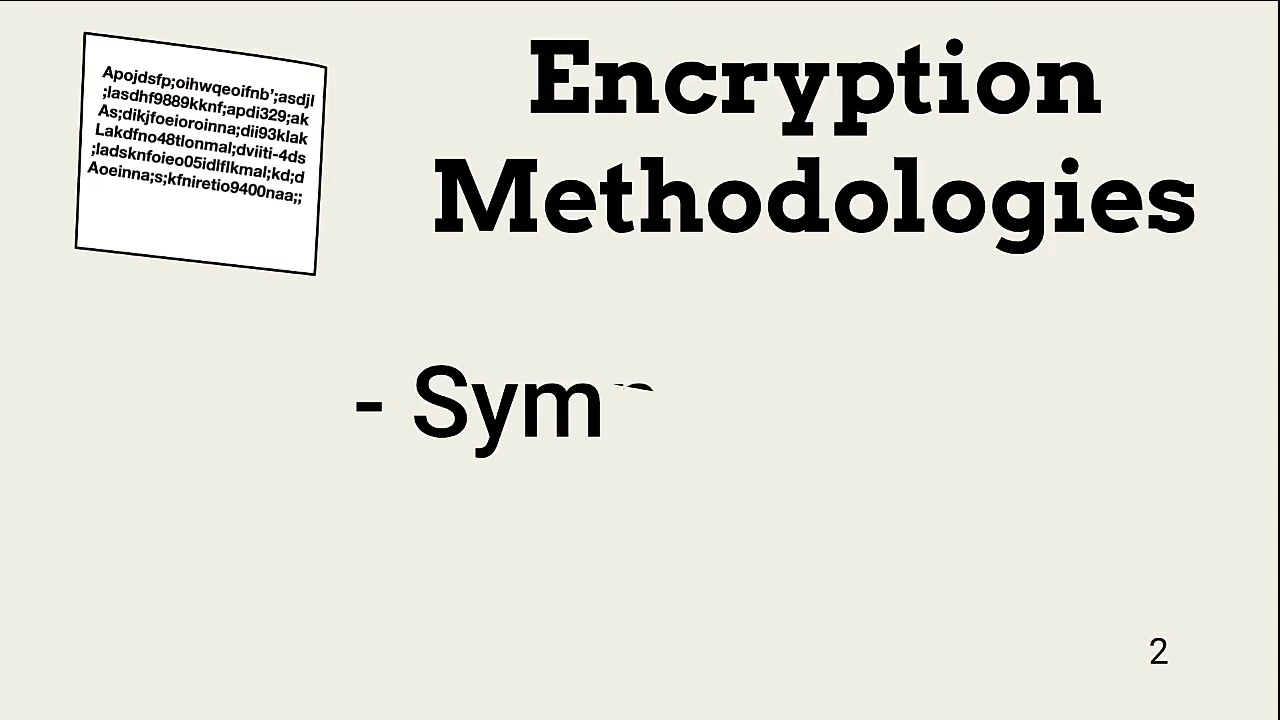 Apojdsfp;oihwqeoifnb';asdjl
;lasdhf9889kknf;apdi329;ak
As;dikjfoeioroinna;dii93klak
Lakdfno48tlonmal;dviiti-4ds
;ladsknfoieo05idlflkmal;kd;d
Aoeinna;s;kfniretio9400naa;;
Encryption
Methodologies
- Sym
2